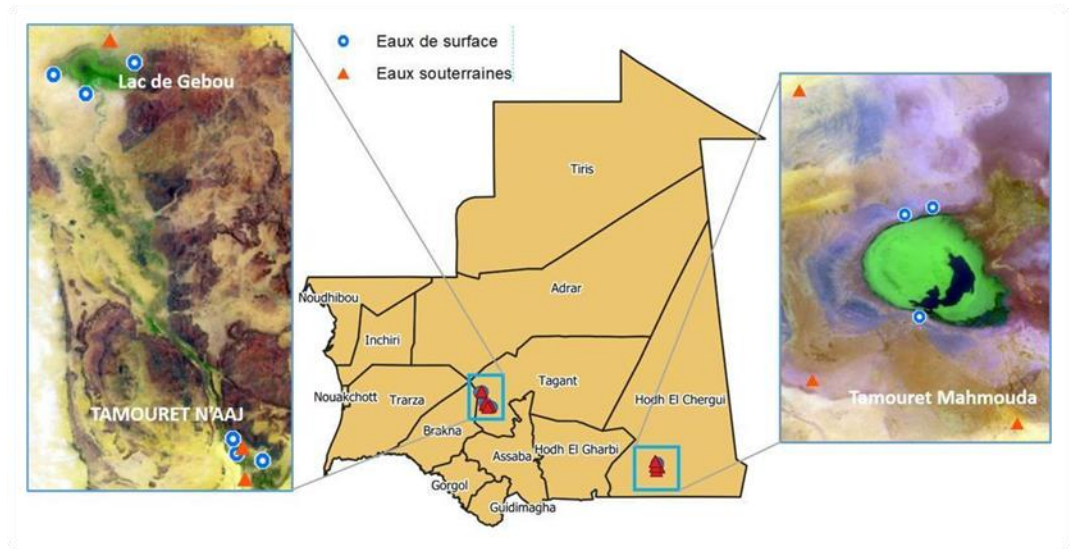 Lac de Gebou
TAMOURET N'AAJ
Eaux de surface
Eaux souterraines
Tiris
Adrar
Noudhibou
Inchiri
Nouakchott
Trarza
Tagant
Brakna
Assaba
Hodh El Gharbi
Hodh El Chergui
Gorgol
Guidimagha
Tamouret Mahmouda